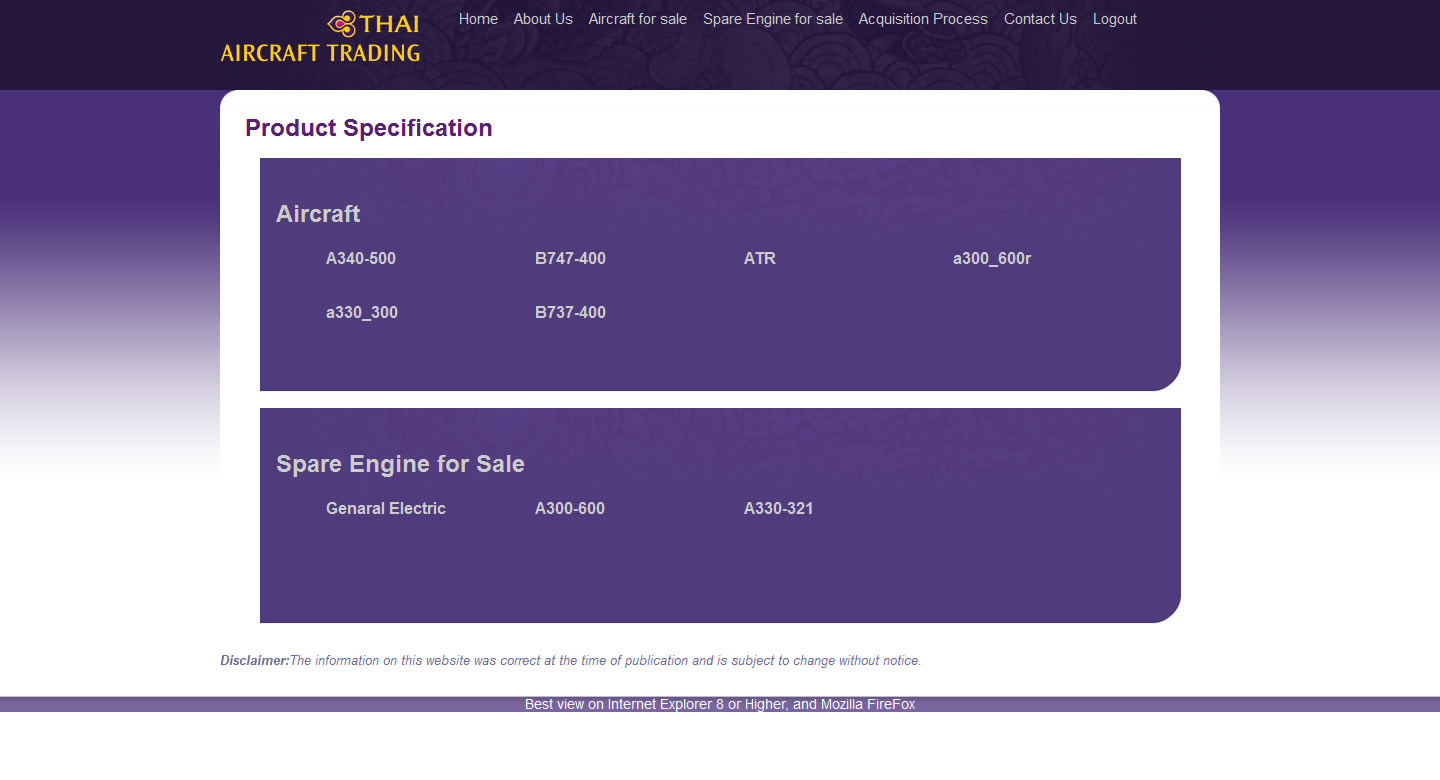 THAI
AIRCRAFT TRADING
Home About Us Aircraft for sale Spare Engine for sale Acquisition Process Contact Us Logout
Product Specification
Aircraft
A340-500 B747-400 ATR a300_600r
a330_300 B737-400
Spare Engine for Sale
Genaral Electric A300-600 A330-321
Disclaimer:The information on this website was correct at the time of publication and is subject to change without notice.
Best view on Internet Explorer 8 or Higher, and Mozilla FireFox